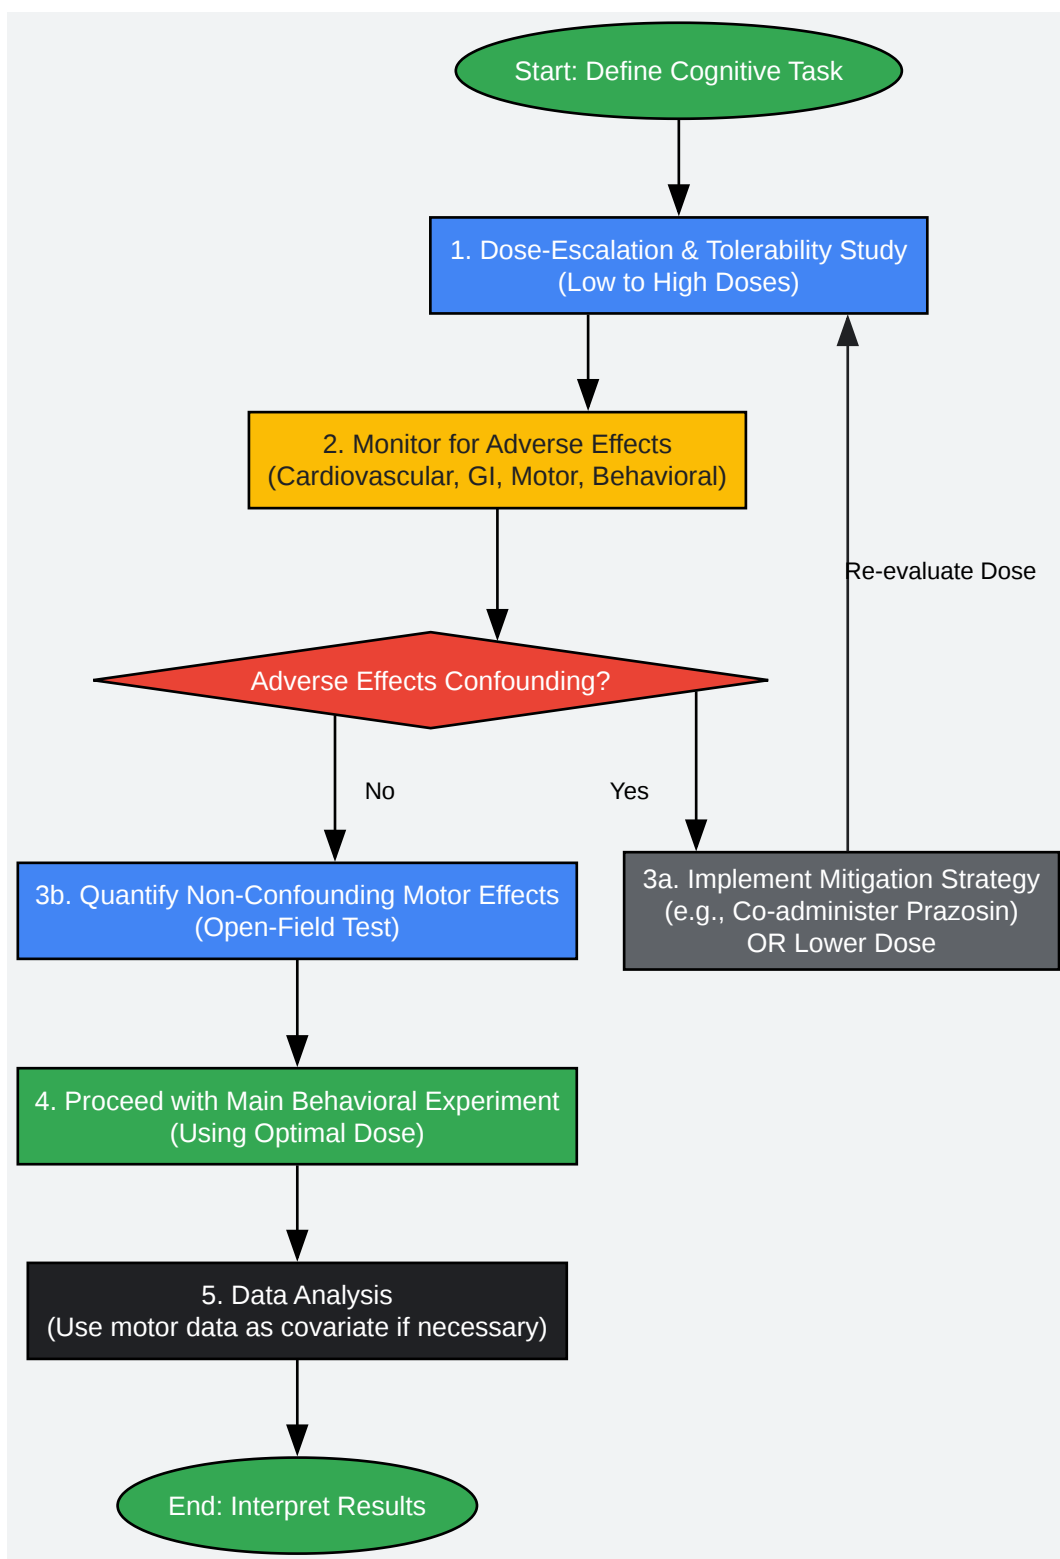 Start: Define Cognitive Task
1. Dose-Escalation & Tolerability Study
(Low to High Doses)
2. Monitor for Adverse Effects
(Cardiovascular, GI, Motor, Behavioral)
Re-evaluate Dose
Adverse Effects Confounding?
No
Yes
3b. Quantify Non-Confounding Motor Effects
(Open-Field Test)
3a. Implement Mitigation Strategy
(e.g., Co-administer Prazosin)
OR Lower Dose
4. Proceed with Main Behavioral Experiment
(Using Optimal Dose)
5. Data Analysis
(Use motor data as covariate if necessary)
End: Interpret Results